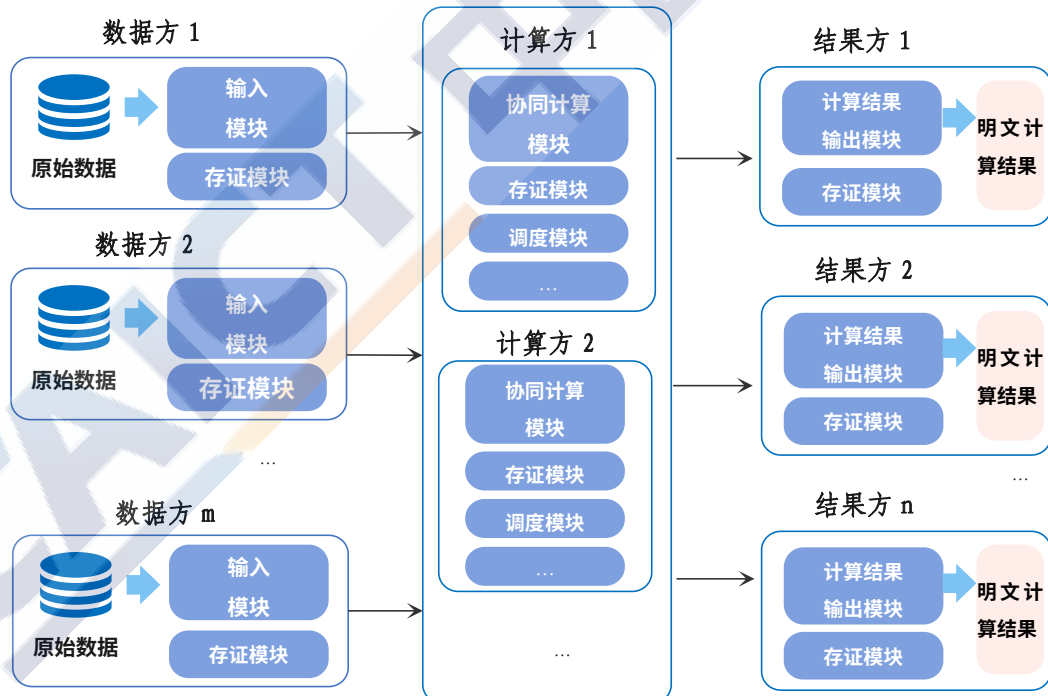 数据方 1
原始数据
输入
模块
存证模块
数据方 2
原始数据
输入
模块
存证模块
…
数据方 m
原始数据
输入
模块
存证模块
计算方 1
协同计算
模块
存证模块
调度模块
…
计算方 2
协同计算
模块
存证模块
调度模块
…
…
结果方 1
计算结果
输出模块
存证模块
明文计
算结果
结果方 2
计算结果
输出模块
存证模块
明文计
算结果
…
结果方 n
计算结果
输出模块
存证模块
明文计
算结果
CAICT